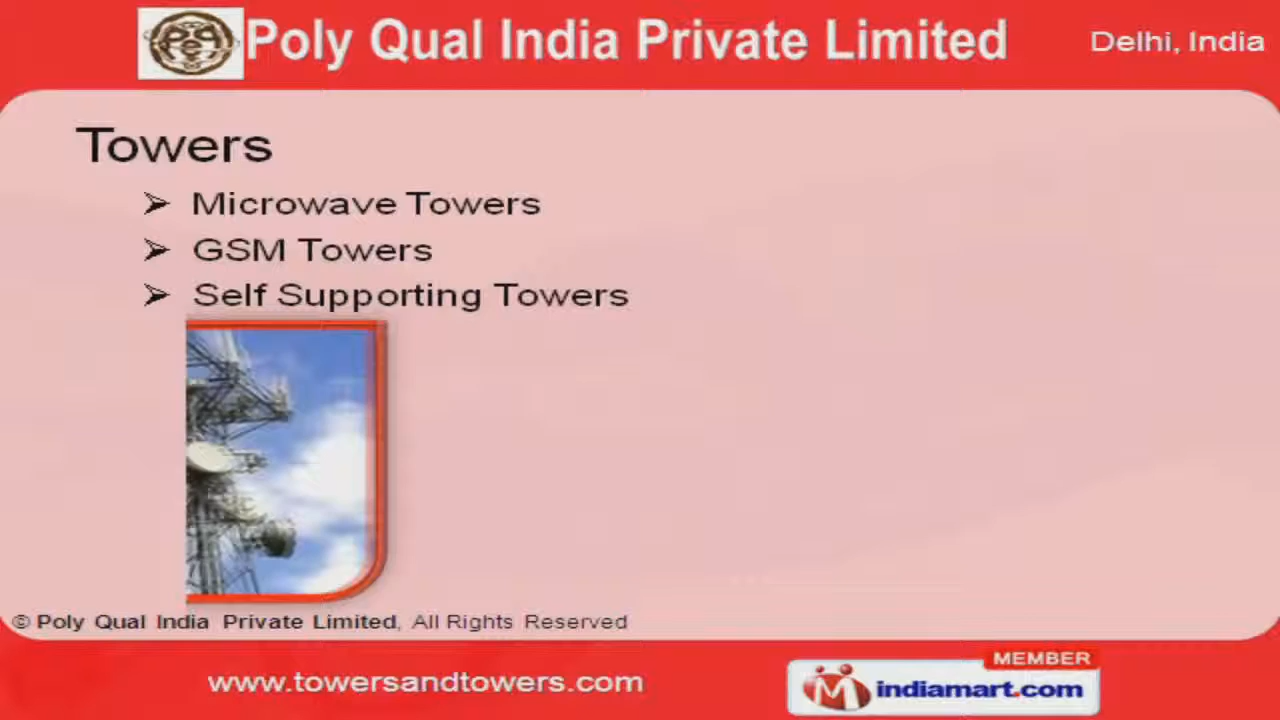 Poly Qual India Private Limited
Delhi, India
Towers
➢ Microwave Towers
➢ GSM Towers
➢ Self Supporting Towers
© Poly Qual India Private Limited, All Rights Reserved
www.towersandtowers.com
MEMBER
indiamart.com